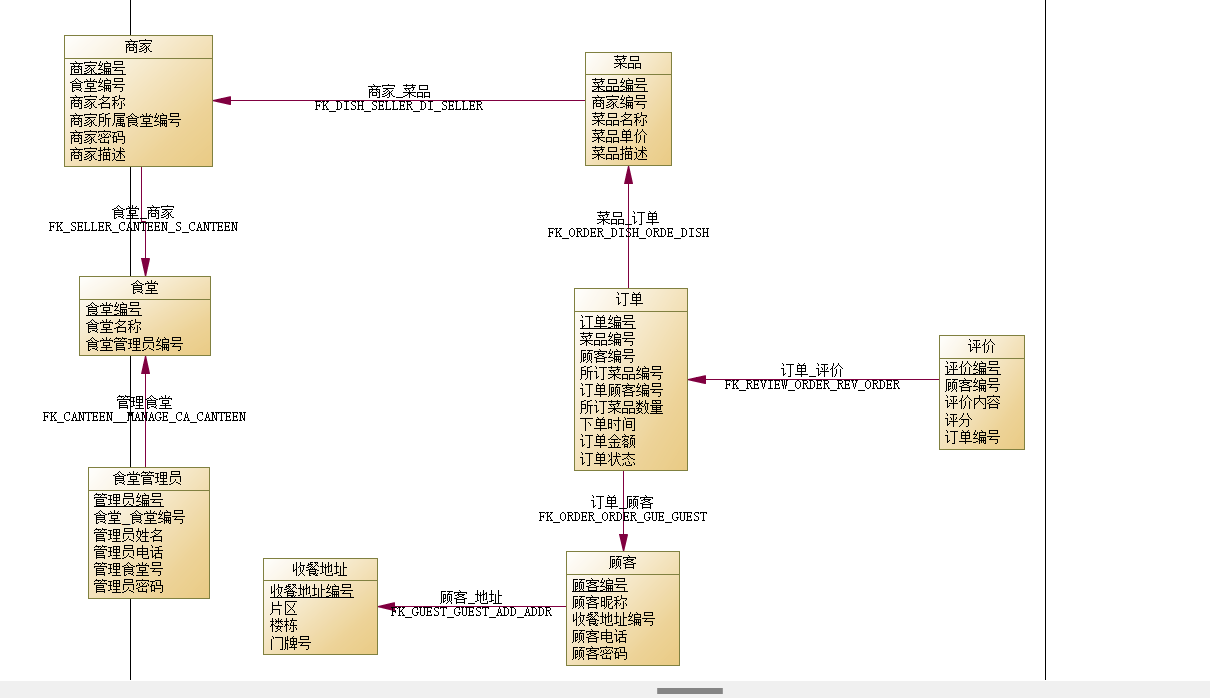 商家
商家编号
食堂编号
商家名称
商家所属食堂编号
商家密码
商家描述
商家_菜品
FK_DISH_SELLER_DI_SELLER
菜品
菜品编号
商家编号
菜品名称
菜品单价
菜品描述
食堂_商家
FK_SELLER_CANTEEN_S_CANTEEN
菜品_订单
FK_ORDER_DISH_ORDE_DISH
食堂
食堂编号
食堂名称
食堂管理员编号
订单
订单编号
菜品编号
顾客编号
所订菜品编号
订单顾客编号
所订菜品数量
下单时间
订单金额
订单状态
订单_评价
FK_REVIEW_ORDER_REV_ORDER
评价
评价编号
顾客编号
评价内容
评分
订单编号
管理食堂
FK_CANTEEN__MANAGE_CA_CANTEEN
食堂管理员
管理员编号
食堂_食堂编号
管理员姓名
管理员电话
管理食堂号
管理员密码
订单_顾客
FK_ORDER_ORDER_GUE_GUEST
收餐地址
收餐地址编号
片区
楼栋
门牌号
顾客_地址
FK_GUEST_GUEST_ADD_ADDR
顾客
顾客编号
顾客昵称
收餐地址编号
顾客电话
顾客密码